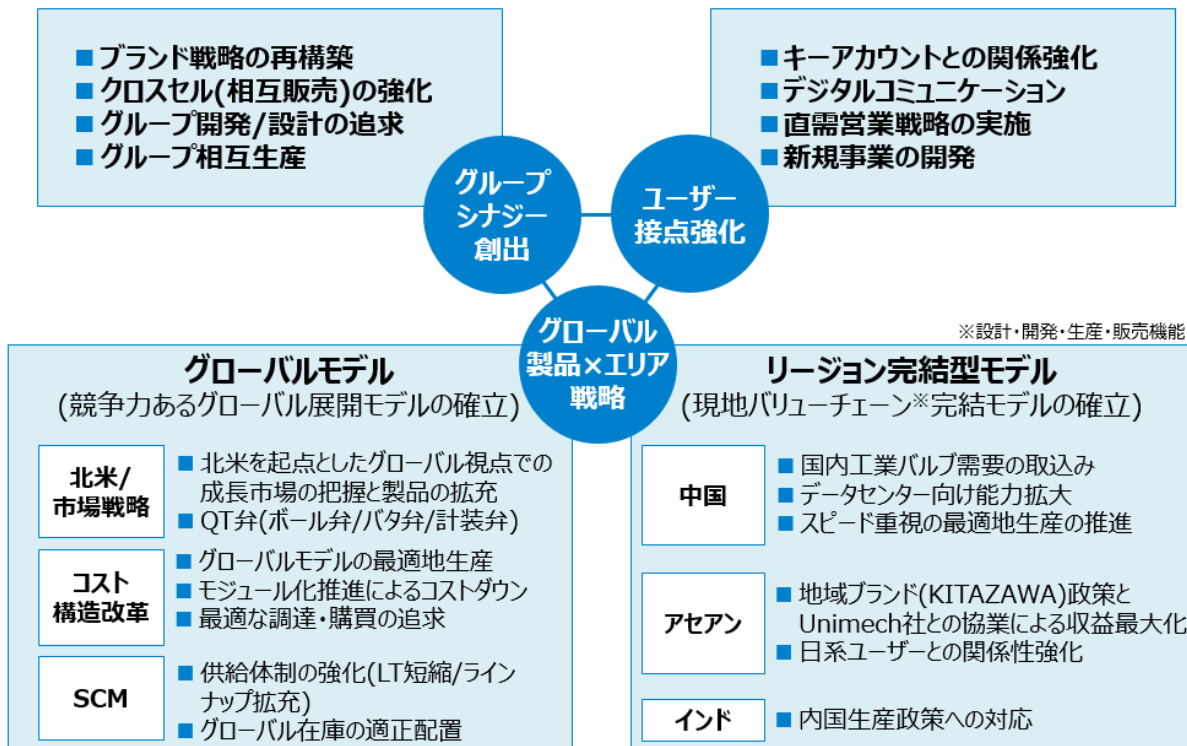 ■ ブランド戦略の再構築
■ クロスセル(相互販売)の強化
■ グループ開発/設計の追求
■ グループ相互生産
■ キーアカウントとの関係強化
■ デジタルコミュニケーション
■ 直需営業戦略の実施
■ 新規事業の開発
グループ
シナジー
創出
ユーザー
接点強化
グローバル
製品×エリア
戦略
※設計・開発・生産・販売機能
グローバルモデル
(競争力あるグローバル展開モデルの確立)
北米/
市場戦略
■ 北米を起点としたグローバル視点での
成長市場の把握と製品の拡充
■ QT弁(ボール弁/バタ弁/計装弁)
コスト
構造改革
■ グローバルモデルの最適地生産
■ モジュール化推進によるコストダウン
■ 最適な調達・購買の追求
SCM
■ 供給体制の強化(LT短縮/ライン
ナップ拡充)
■ グローバル在庫の適正配置
リージョン完結型モデル
(現地バリューチェーン※完結モデルの確立)
中国
■ 国内工業バルブ需要の取込み
■ データセンター向け能力拡大
■ スピード重視の最適地生産の推進
アセアン
■ 地域ブランド(KITAZAWA)政策と
Unimech社との協業による収益最大化
■ 日系ユーザーとの関係性強化
インド
■ 内国生産政策への対応